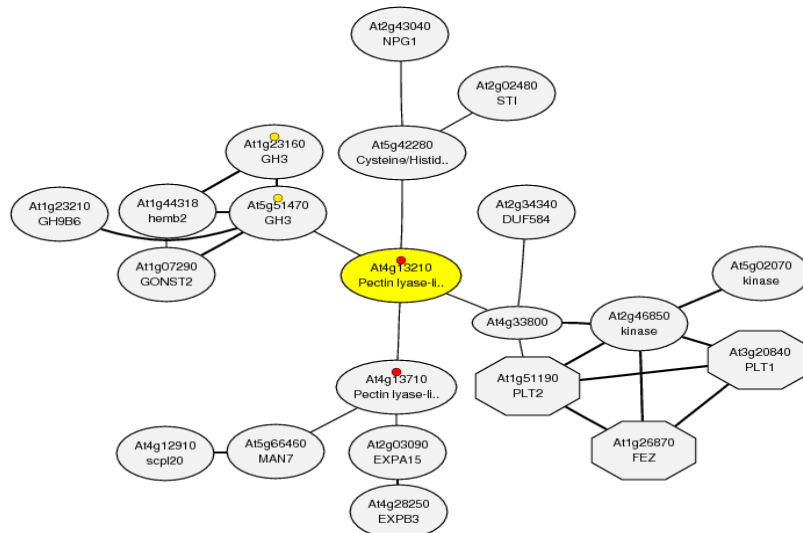 At2g43040
NPG1
At2g02480
STI
At1g23160
GH3
At5g42280
Cysteine/Histid..
At1g23210
GH9B6
At1g44318
hemb2
At5g51470
GH3
At2g34340
DUF584
At1g07290
GONST2
At4g13210
Pectin lyase-li..
At5g02070
kinase
At4g33800
At2g46850
kinase
At3g20840
PLT1
At4g13710
Pectin lyase-li..
At1g51190
PLT2
At4g12910
scpl20
At5g66460
MAN7
At2g03090
EXPA15
At1g26870
FEZ
At4g28250
EXPB3